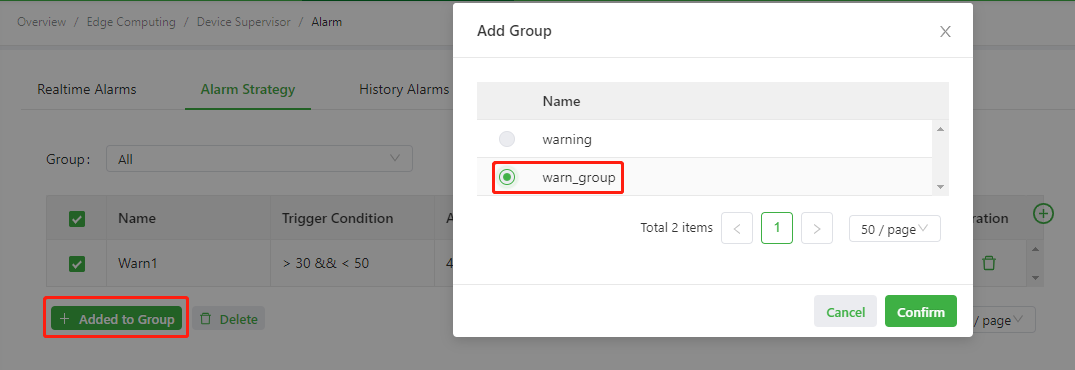 Overview / Edge Computing / Device Supervisor / Alarm
Realtime Alarms
Alarm Strategy
History Alarms
Group:
All
Name
Trigger Condition
A
ration
Warn1
> 30 && < 50
4
+ Added to Group
Delete
/ page
Add Group
Name
warning
warn_group
Total 2 items
<
1
>
50 / page
Cancel
Confirm